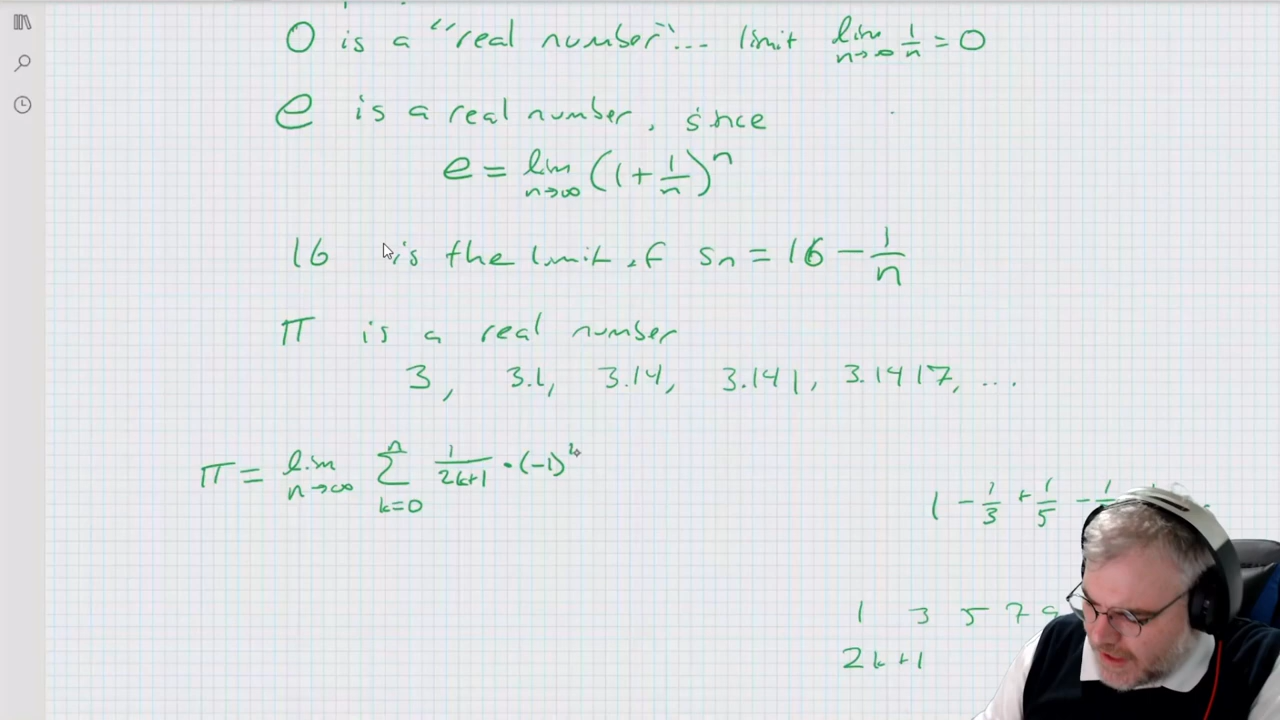 0 is a "real number"... limit lim n→∞ 1/n = 0
e is a real number, since
e = lim n→∞ (1 + 1/n)^n
16 is the limit of sn = 16 − 1/n
π is a real number
3, 3.1, 3.14, 3.141, 3.1417, ...
π = lim n→∞ ∑ k=0 n 1/2k+1 · (−1)^k
1 − 1/3 + 1/5 −
1 3 5 7 9
2k+1